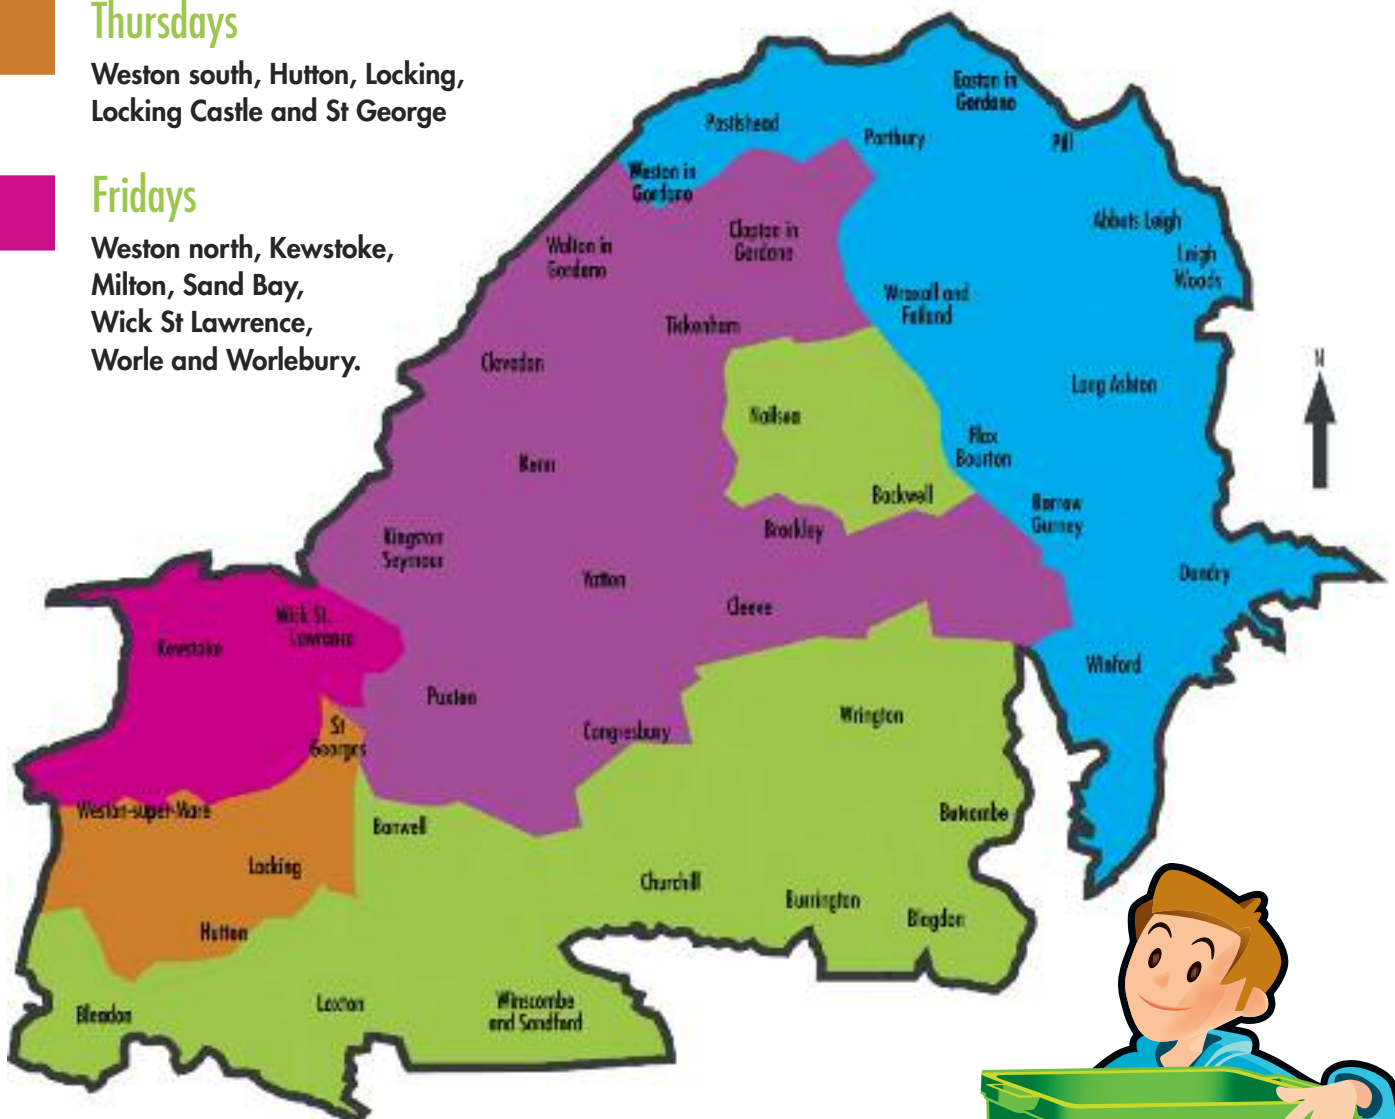 Thursdays
Weston south, Hutton, Locking,
Locking Castle and St George
Fridays
Weston north, Kewstoke,
Milton, Sand Bay,
Wick St Lawrence,
Worle and Worlebury.
Easton in
Gordano
Portishead
Portbury
Pill
Weston in
Gordano
Abbots Leigh
Clapton in
Gordano
Walton in
Gordano
Leigh
Woods
Wraxall and
Failand
Tickenham
N
Clevedon
Long Ashton
Nailsea
Flax
Bourton
Kenn
Backwell
Barrow
Gurney
Brockley
Kingston
Seymour
Dundry
Yatton
Cleeve
Wick St.
Lawrence
Kewstoke
Winford
Puxton
Wrington
St
Georges
Congresbury
Weston-super-Mare
Butcombe
Banwell
Locking
Churchill
Burrington
Blagdon
Hutton
Loxton
Winscombe
and Sandford
Bleadon